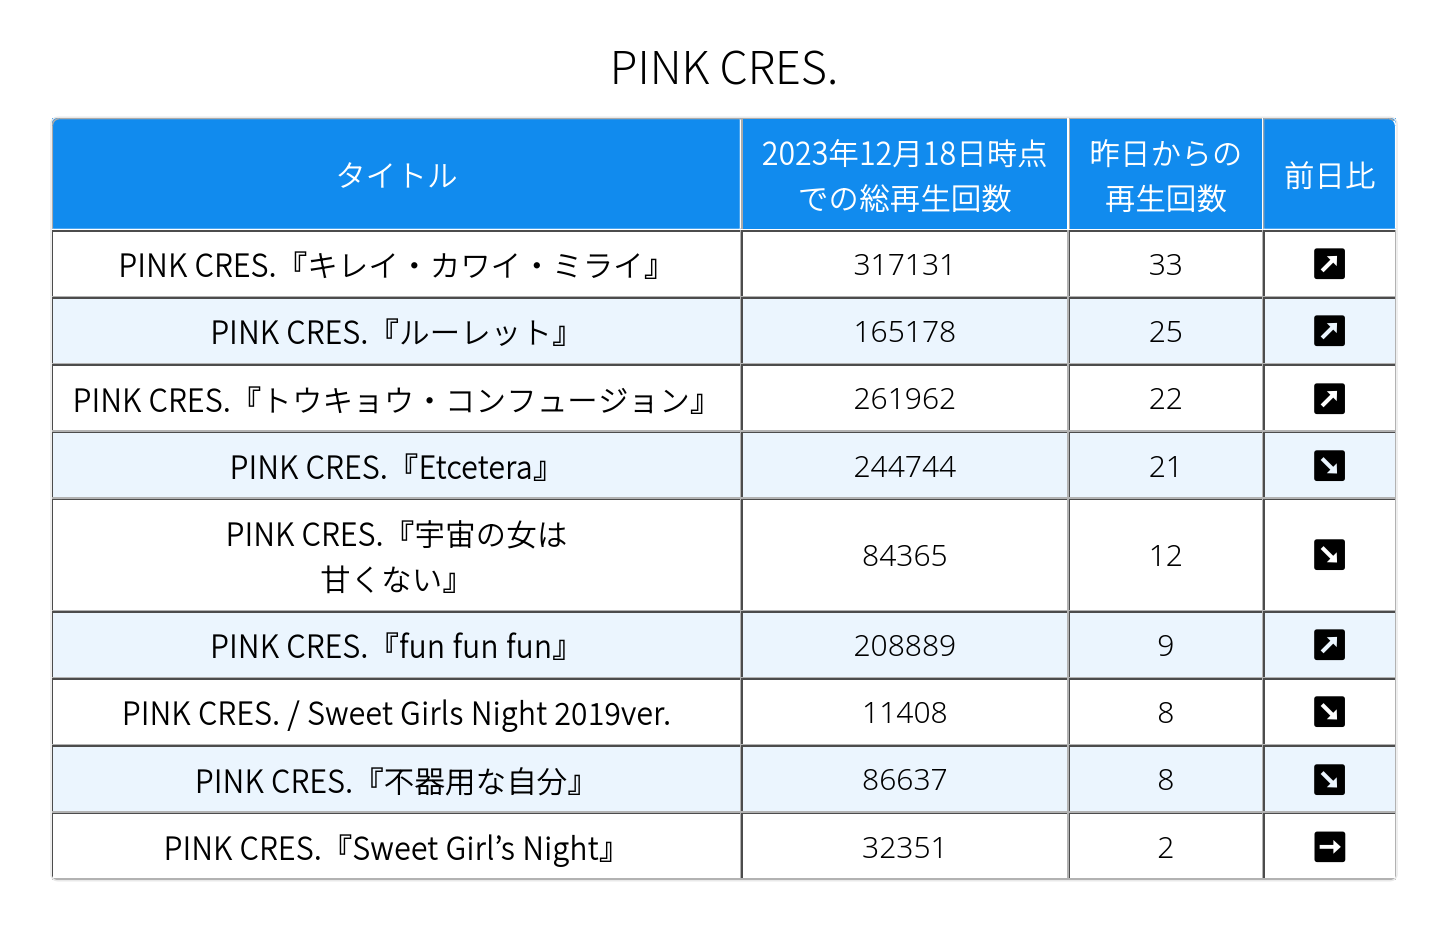 PINK CRES.
タイトル
2023年12月18日時点
での総再生回数
昨日からの
再生回数
前日比
PINK CRES.『キレイ・カワイ・ミライ』 317131 33
PINK CRES.『ルーレット』 165178 25
PINK CRES.『トウキョウ・コンフュージョン』 261962 22
PINK CRES.『Etcetera』 244744 21
PINK CRES.『宇宙の女は
甘くない』 84365 12
PINK CRES.『fun fun fun』 208889 9
PINK CRES. / Sweet Girls Night 2019ver. 11408 8
PINK CRES.『不器用な自分』 86637 8
PINK CRES.『Sweet Girl’s Night』 32351 2